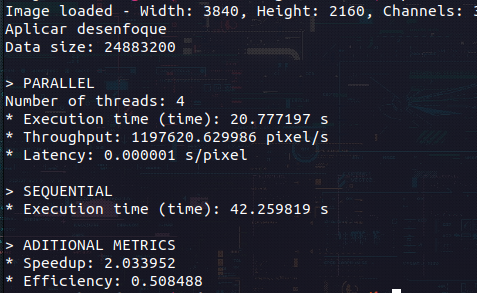 Image loaded - Width: 3840, Height: 2160, Channels: 3
Aplicar desenfoque
Data size: 24883200
> PARALLEL
Number of threads: 4
* Execution time (time): 20.777197 s
* Throughput: 1197620.629986 pixel/s
* Latency: 0.000001 s/pixel
> SEQUENTIAL
* Execution time (time): 42.259819 s
> ADITIONAL METRICS
* Speedup: 2.033952
* Efficiency: 0.508488